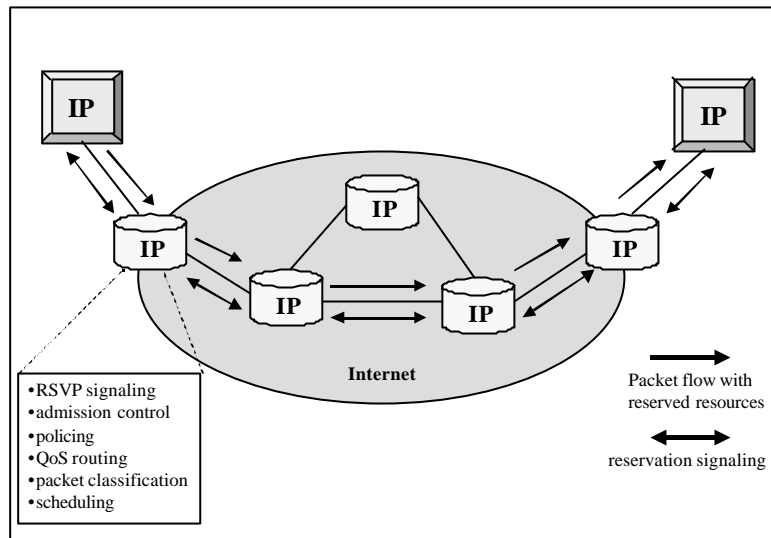 IP
IP
IP
IP
IP
IP
IP
Internet
•RSVP signaling
•admission control
•policing
•QoS routing
•packet classification
•scheduling
Packet flow with
reserved resources
reservation signaling